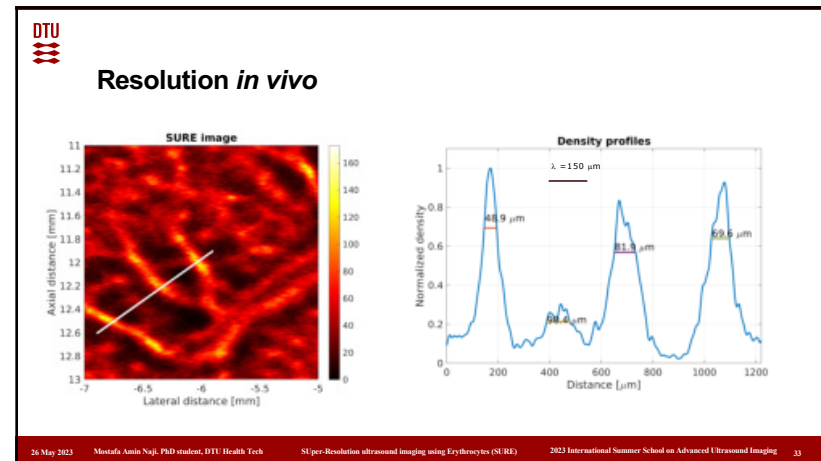 DTU
Resolution in vivo
SURE image
11
11.2
11.4
11.6
11.8
12
12.2
12.4
12.6
12.8
13
Axial distance [mm]
-7
-6.5
-6
-5.5
-5
Lateral distance [mm]
160
140
120
100
80
60
40
20
0
Density profiles
λ =150 μm
1
0.8
0.6
0.4
0.2
0
Normalized density
48.9 μm
81.9 μm
69.6 μm
0
200
400
600
800
1000
1200
Distance [μm]
26 May 2023 Mostafa Amin Naji. PhD student, DTU Health Tech SUper-Resolution ultrasound imaging using Erythrocytes (SURE) 2023 International Summer School on Advanced Ultrasound Imaging 33